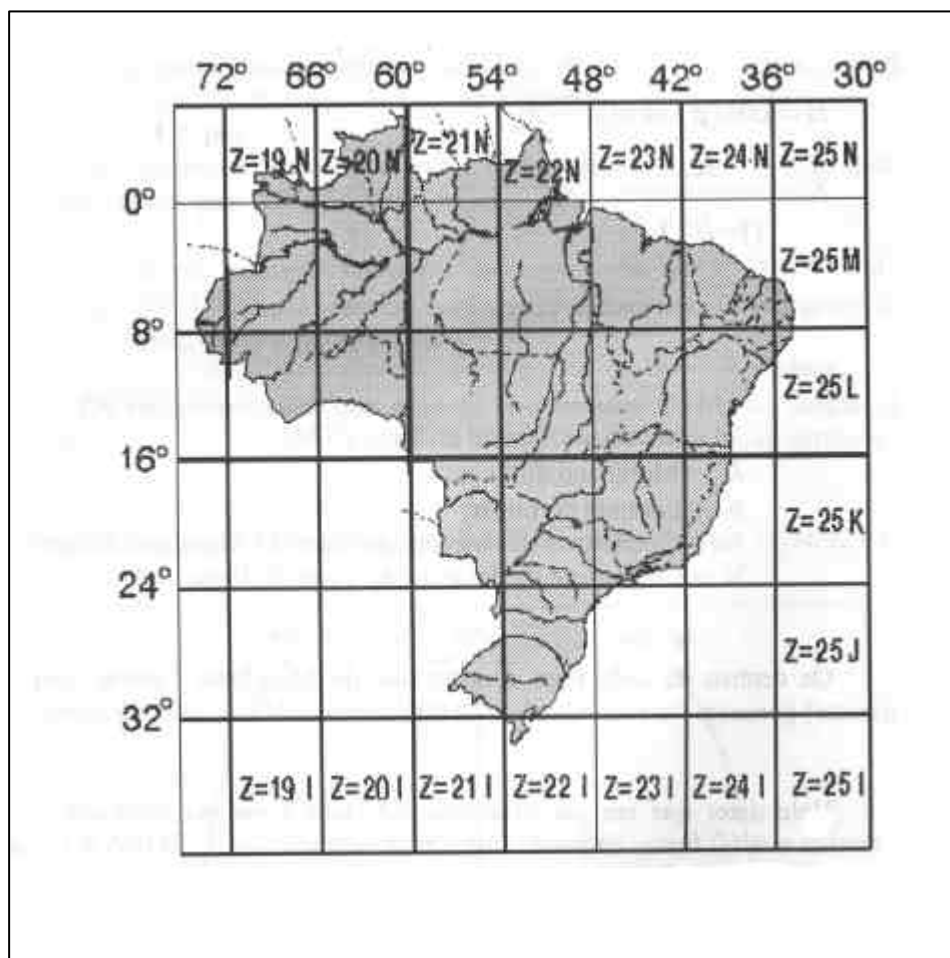 72° 66° 60° 54° 48° 42° 36° 30°
Z=19 N Z=20 N Z=21 N Z=22N Z=23N Z=24 N Z=25 N
0°
Z=25 M
8°
Z=25 L
16°
Z=25 K
24°
Z=25 J
32°
Z=19 I Z=20 I Z=21 I Z=22 I Z=23 I Z=24 I Z=25 I